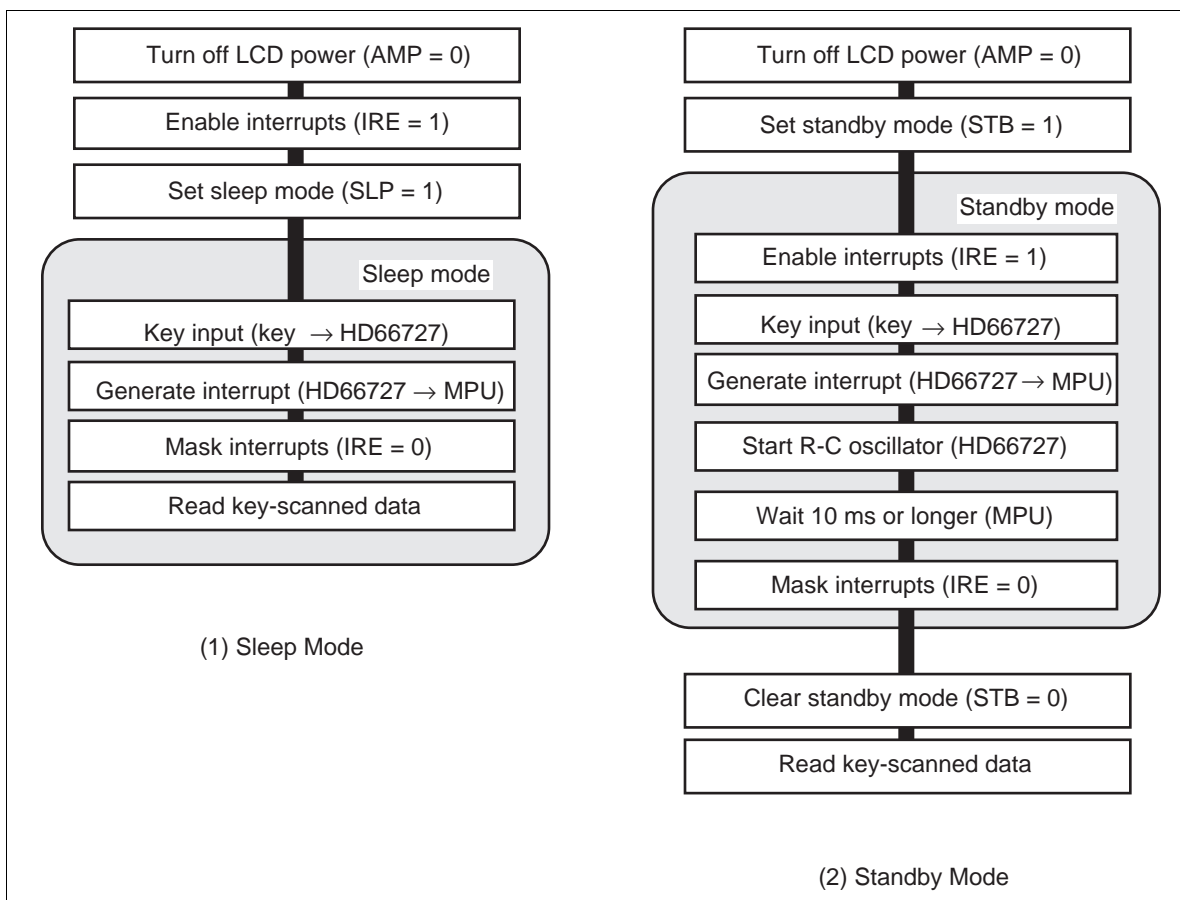 Turn off LCD power (AMP = 0)
Enable interrupts (IRE = 1)
Set sleep mode (SLP = 1)
Sleep mode
Key input (key → HD66727)
Generate interrupt (HD66727 → MPU)
Mask interrupts (IRE = 0)
Read key-scanned data
(1) Sleep Mode
Turn off LCD power (AMP = 0)
Set standby mode (STB = 1)
Standby mode
Enable interrupts (IRE = 1)
Key input (key → HD66727)
Generate interrupt (HD66727 → MPU)
Start R-C oscillator (HD66727)
Wait 10 ms or longer (MPU)
Mask interrupts (IRE = 0)
Clear standby mode (STB = 0)
Read key-scanned data
(2) Standby Mode